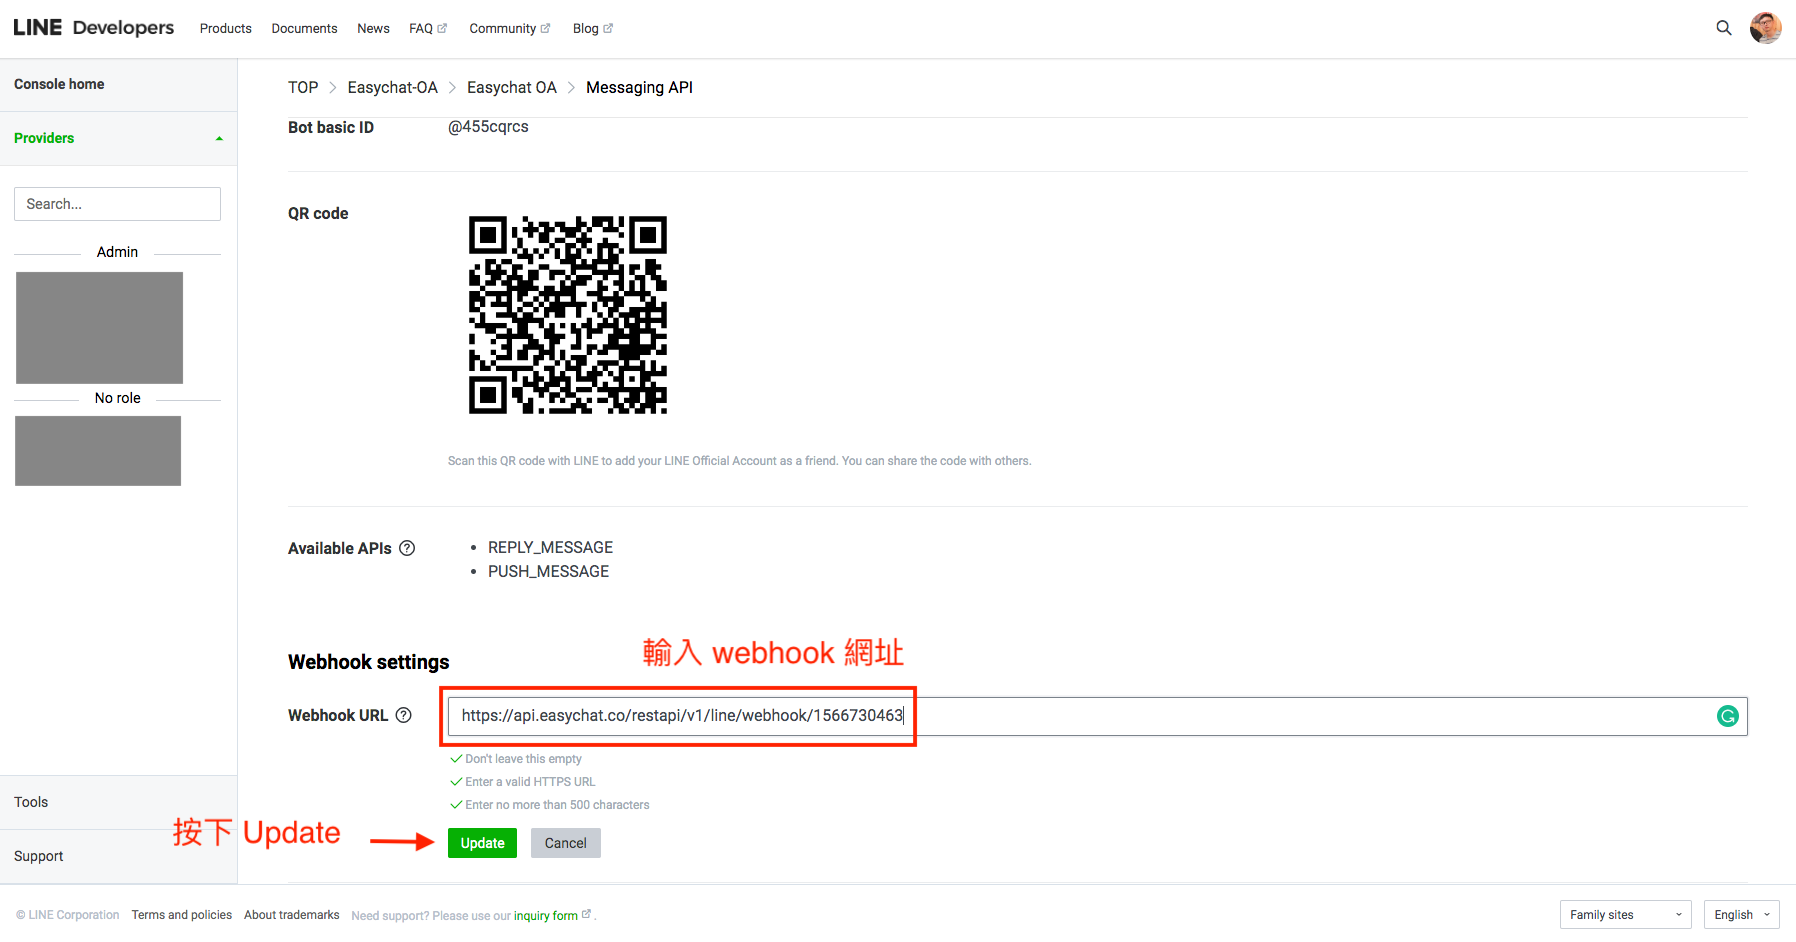 LINE Developers Products Documents News FAQ Community Blog
Console home
Providers
Search...
Admin
No role
Tools
Support
TOP > Easychat-OA > Easychat OA > Messaging API
Bot basic ID @455cqrcs
QR code
Scan this QR code with LINE to add your LINE Official Account as a friend. You can share the code with others.
Available APIs ?
• REPLY_MESSAGE
• PUSH_MESSAGE
輸入 webhook 網址
Webhook settings
Webhook URL ? https://api.easychat.co/restapi/v1/line/webhook/1566730463
Don't leave this empty
Enter a valid HTTPS URL
Enter no more than 500 characters
按下 Update
Update Cancel
© LINE Corporation Terms and policies About trademarks Need support? Please use our inquiry form . Family sites English